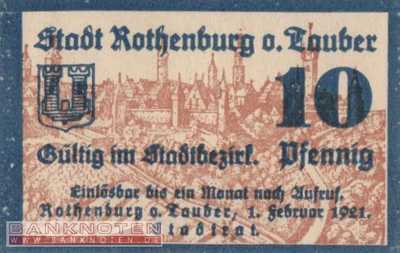 Stadt Rothenburg o. Tauber
10
Gültig im Stadtbezirk. Pfennig
Einlösbar bis ein Monat nach Aufruf.
Rothenburg o. Tauber, 1. Februar 1921.
Stadtrat.
BANKNOTEN
WWW.BANKNOTEN.DE